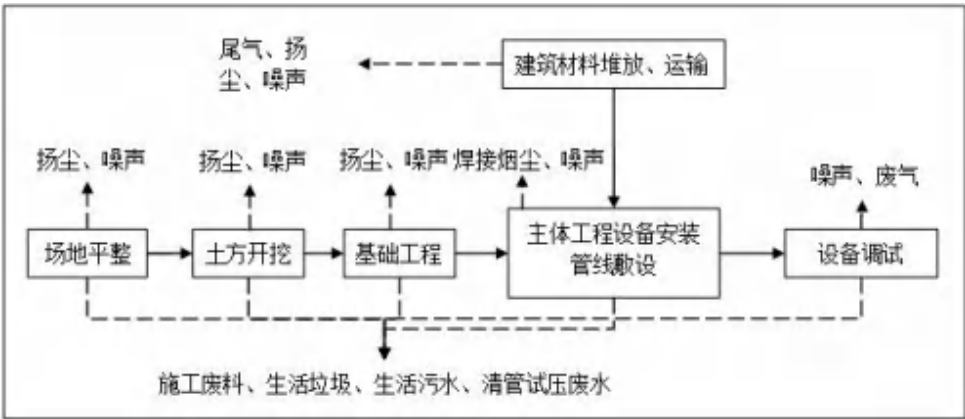 尾气、扬
尘、噪声
建筑材料堆放、运输
扬尘、噪声
扬尘、噪声
扬尘、噪声
焊接烟尘、噪声
噪声、废气
场地平整
土方开挖
基础工程
主体工程设备安装
管线敷设
设备调试
施工废料、生活垃圾、生活污水、清管试压废水